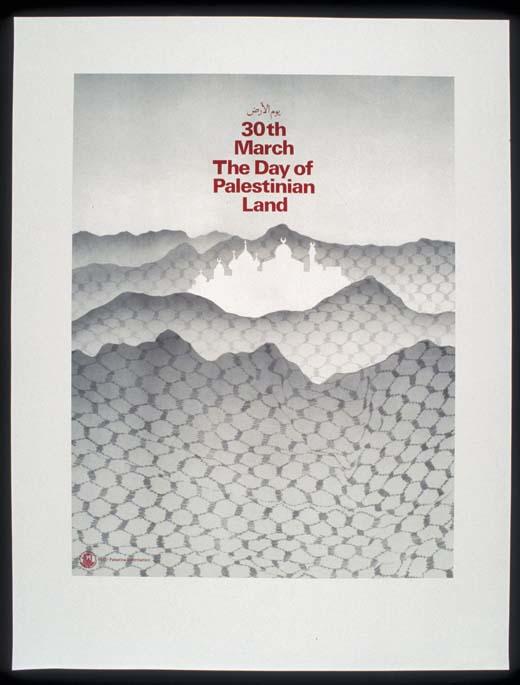 يوم الأرض
30th
March
The Day of
Palestinian
Land